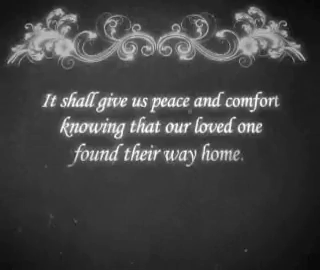 It shall give us peace and comfort
knowing that our loved one
found their way home.